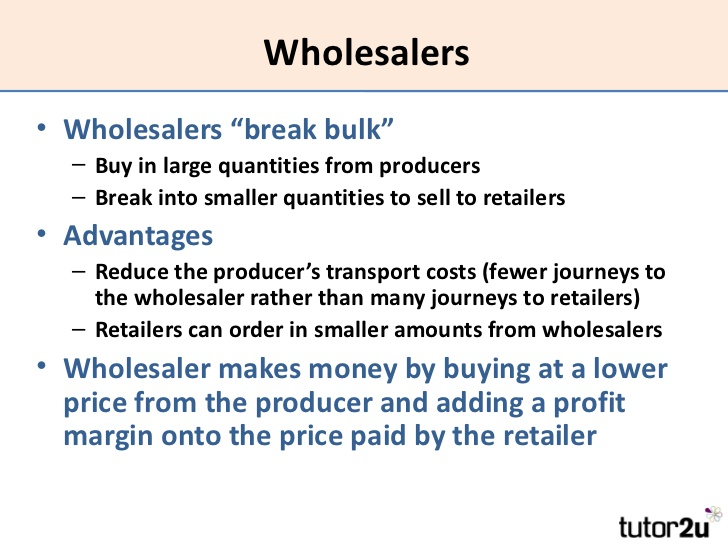 Wholesalers
• Wholesalers “break bulk”
– Buy in large quantities from producers
– Break into smaller quantities to sell to retailers
• Advantages
– Reduce the producer’s transport costs (fewer journeys to
the wholesaler rather than many journeys to retailers)
– Retailers can order in smaller amounts from wholesalers
• Wholesaler makes money by buying at a lower
price from the producer and adding a profit
margin onto the price paid by the retailer
tutor2u